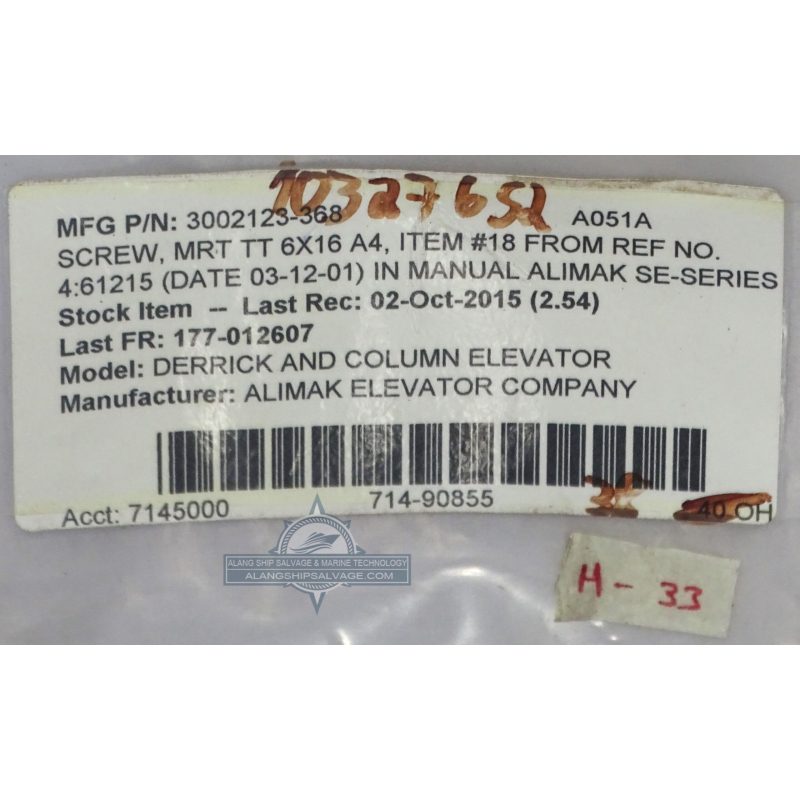 10327652
MFG P/N: 3002123-368 A051A
SCREW, MRT TT 6X16 A4, ITEM #18 FROM REF NO.
4:61215 (DATE 03-12-01) IN MANUAL ALIMAK SE-SERIES
Stock Item -- Last Rec: 02-Oct-2015 (2.54)
Last FR: 177-012607
Model: DERRICK AND COLUMN ELEVATOR
Manufacturer: ALIMAK ELEVATOR COMPANY
Acct: 7145000 714-90855 40 OH
ALANG SHIP SALVAGE & MARINE TECHNOLOGY
ALANGSHIPSALVAGE.COM
H - 33